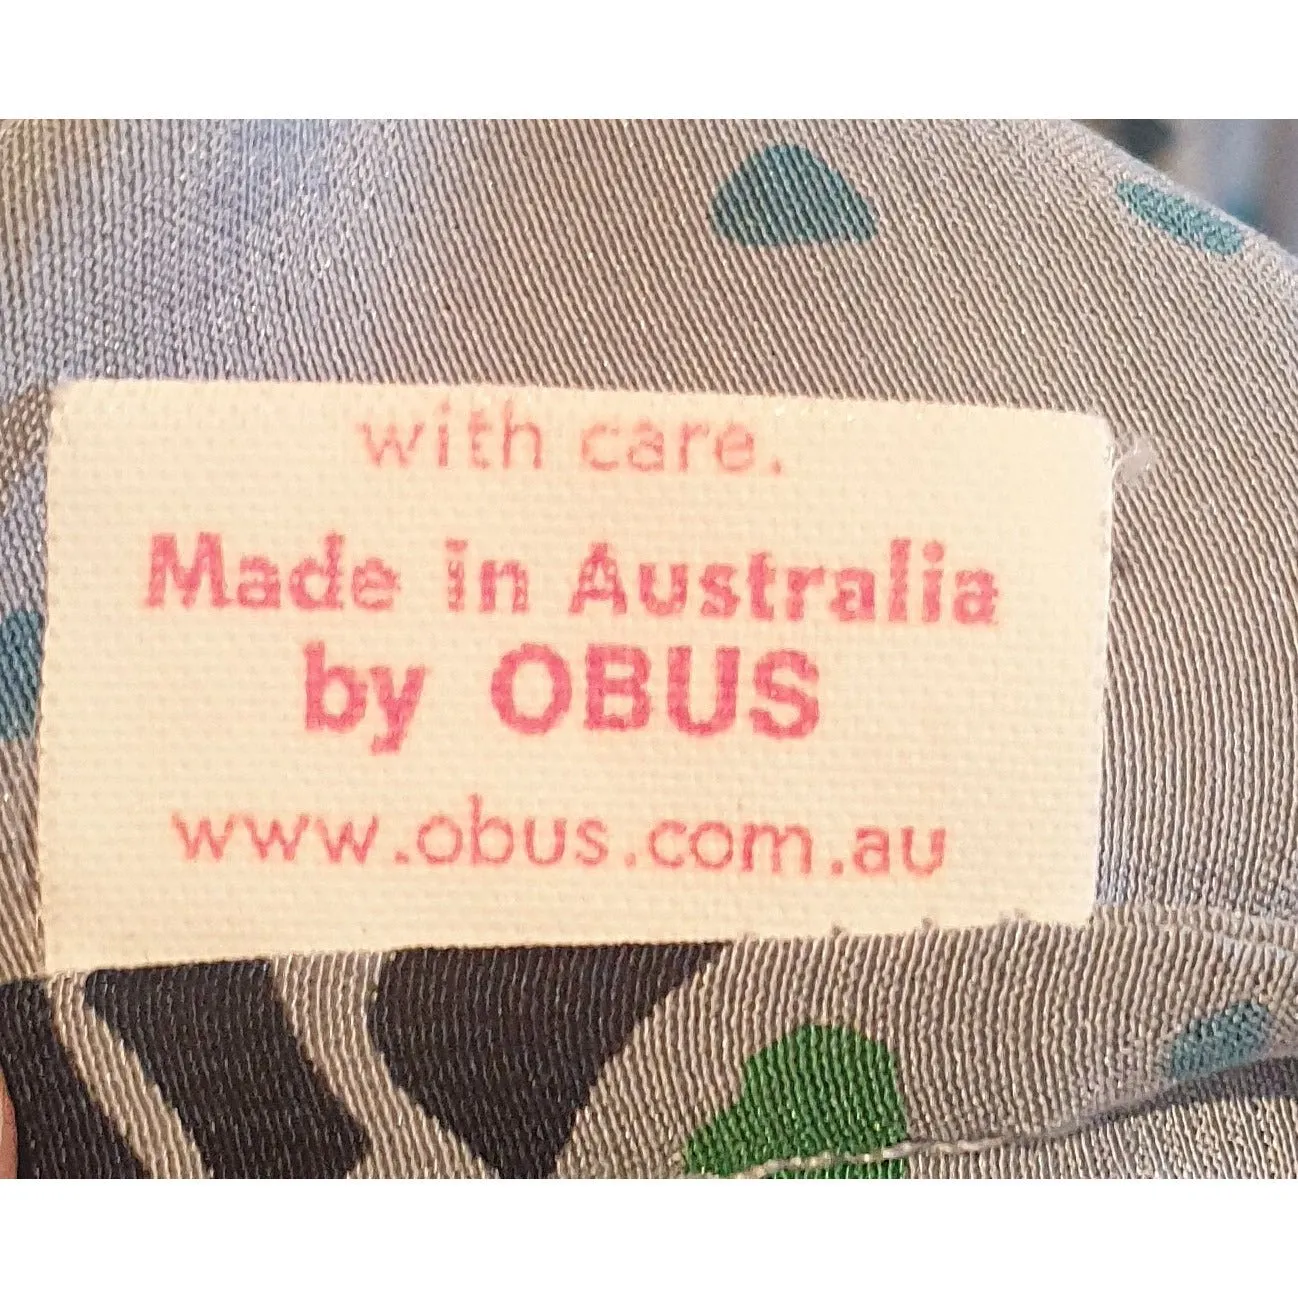 with care.
Made in Australia
by OBUS
www.obus.com.au